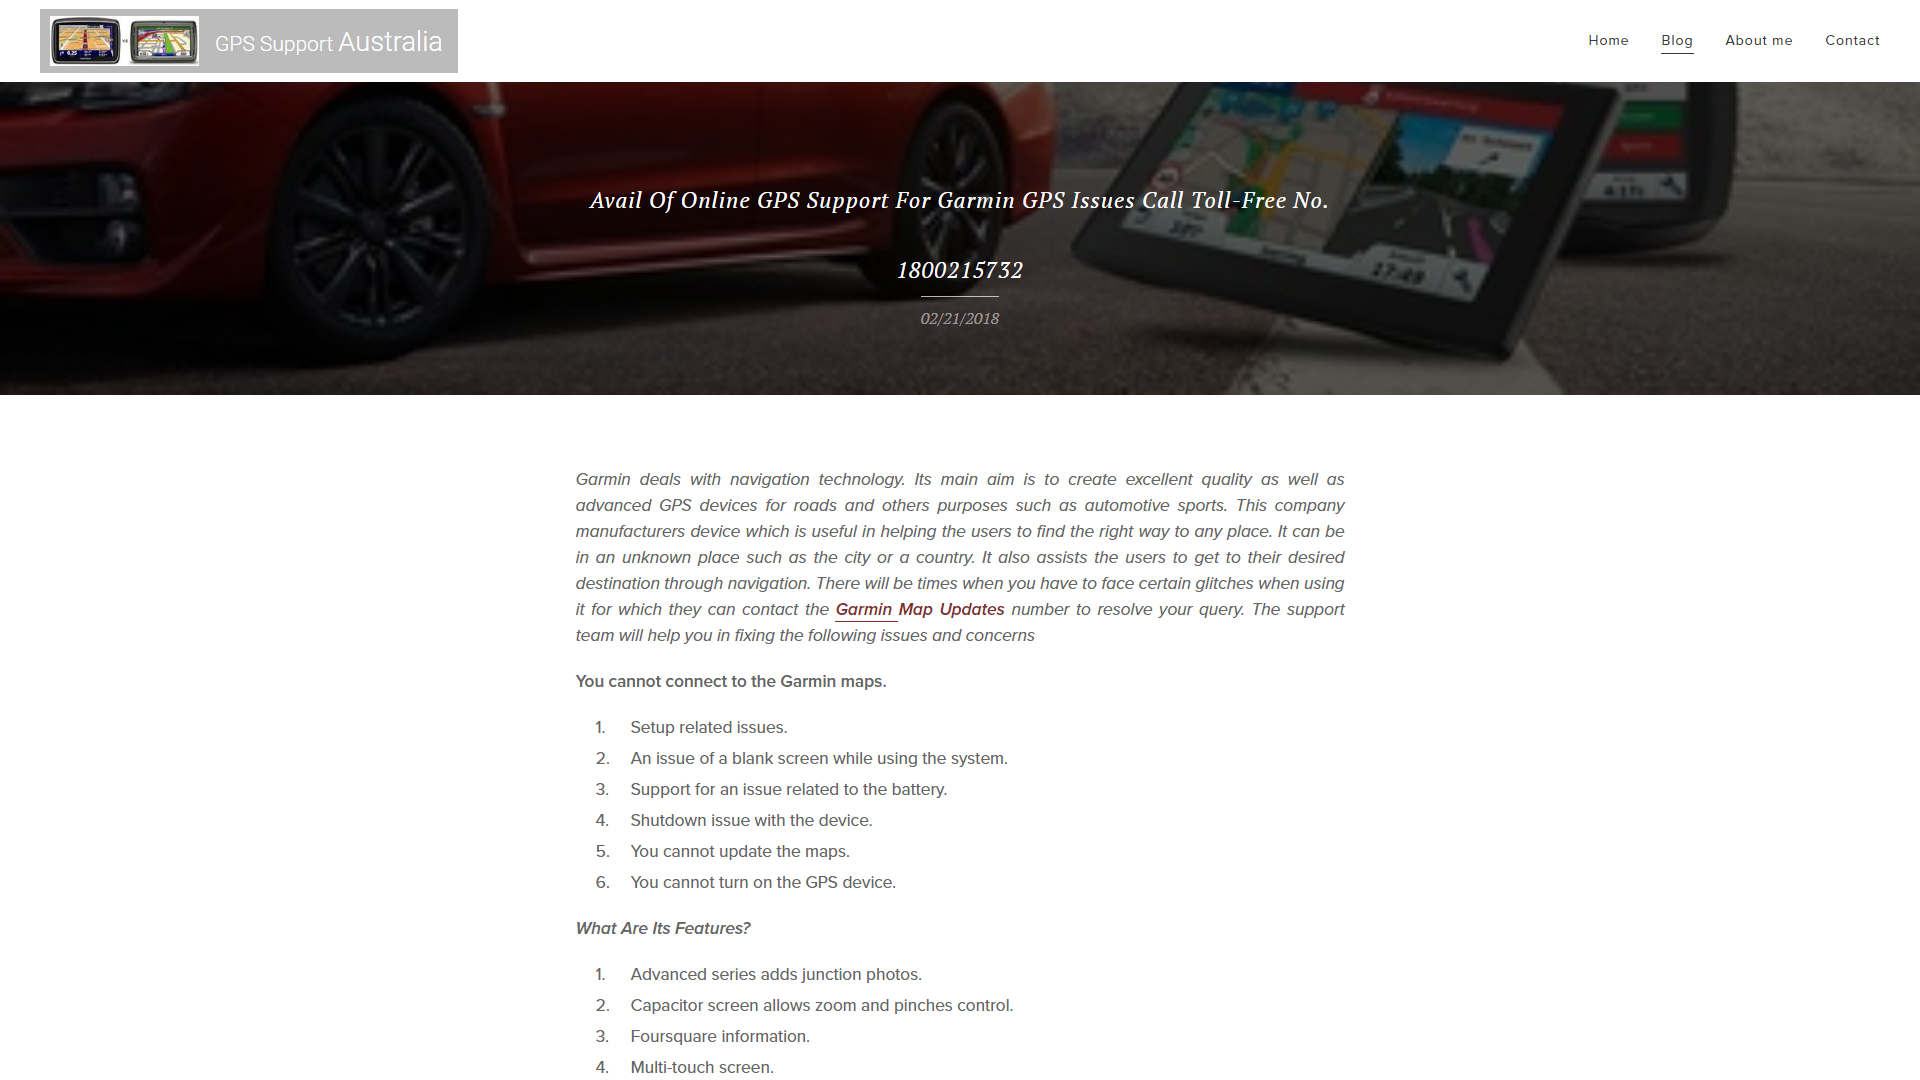 GPS Support Australia
Home
Blog
About me
Contact
Avail Of Online GPS Support For Garmin GPS Issues Call Toll-Free No.
1800215732
02/21/2018
17:49
Garmin deals with navigation technology. Its main aim is to create excellent quality as well as
advanced GPS devices for roads and others purposes such as automotive sports. This company
manufacturers device which is useful in helping the users to find the right way to any place. It can be
in an unknown place such as the city or a country. It also assists the users to get to their desired
destination through navigation. There will be times when you have to face certain glitches when using
it for which they can contact the Garmin Map Updates number to resolve your query. The support
team will help you in fixing the following issues and concerns
You cannot connect to the Garmin maps.
1. Setup related issues.
2. An issue of a blank screen while using the system.
3. Support for an issue related to the battery.
4. Shutdown issue with the device.
5. You cannot update the maps.
6. You cannot turn on the GPS device.
What Are Its Features?
1. Advanced series adds junction photos.
2. Capacitor screen allows zoom and pinches control.
3. Foursquare information.
4. Multi-touch screen.